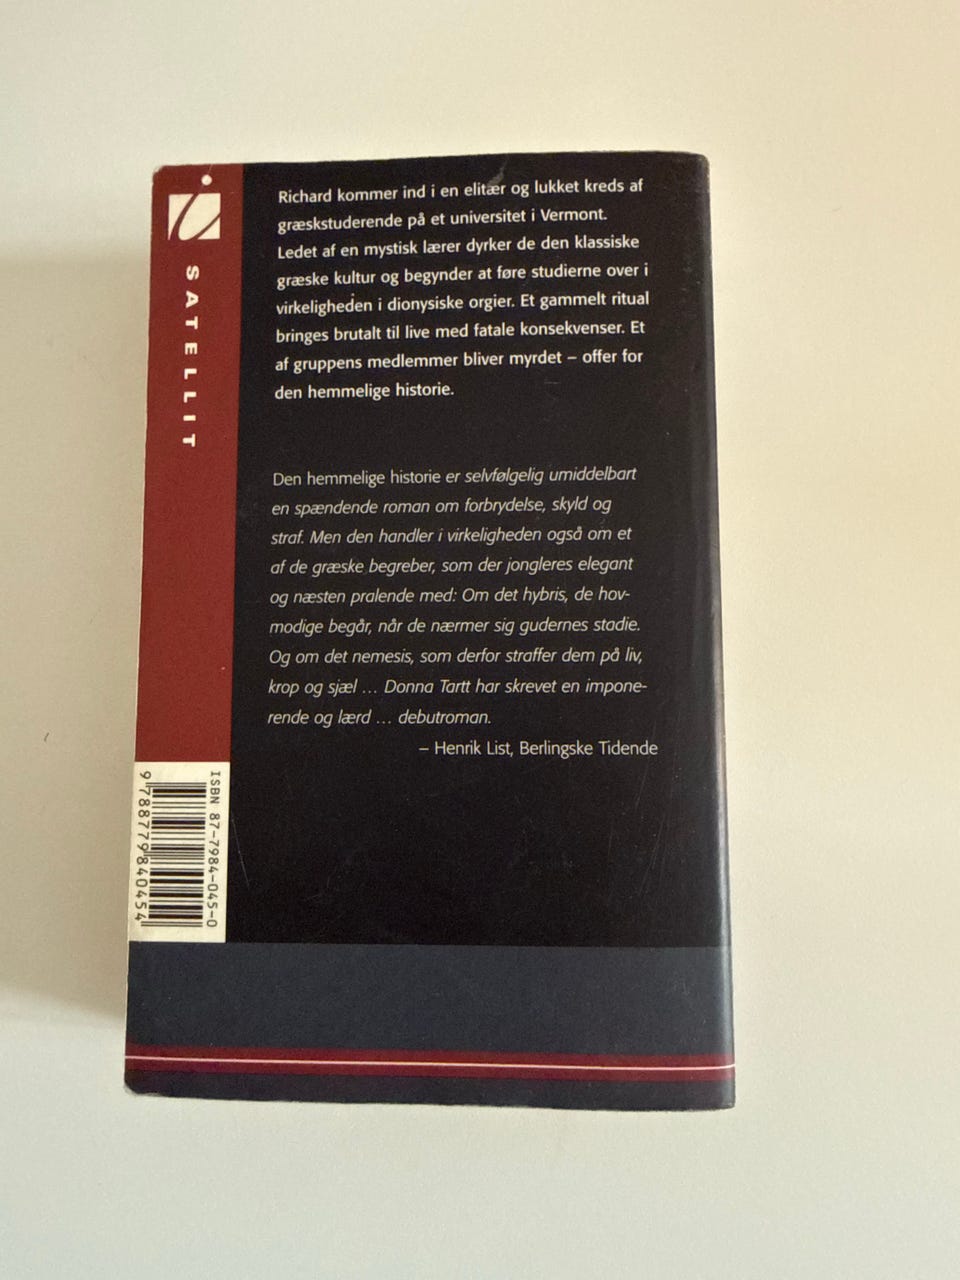 Richard kommer ind i en elitær og lukket kreds af
græskstuderende på et universitet i Vermont.
Ledet af en mystisk lærer dyrker de den klassiske
græske kultur og begynder at føre studierne over i
virkeligheden i dionysiske orgier. Et gammelt ritual
bringes brutalt til live med fatale konsekvenser. Et
af gruppens medlemmer bliver myrdet – offer for
den hemmelige historie.
Den hemmelige historie er selvfølgelig umiddelbart
en spændende roman om forbrydelse, skyld og
straf. Men den handler i virkeligheden også om et
af de græske begreber, som der jongleres elegant
og næsten pralende med: Om det hybris, de hov-
modige begår, når de nærmer sig gudernes stadie.
Og om det nemesis, som derfor straffer dem på liv,
krop og sjæl ... Donna Tartt har skrevet en impone-
rende og lærd ... debutroman.
– Henrik List, Berlingske Tidende
SATELLIT
ISBN 87-7984-045-0
9788779840454